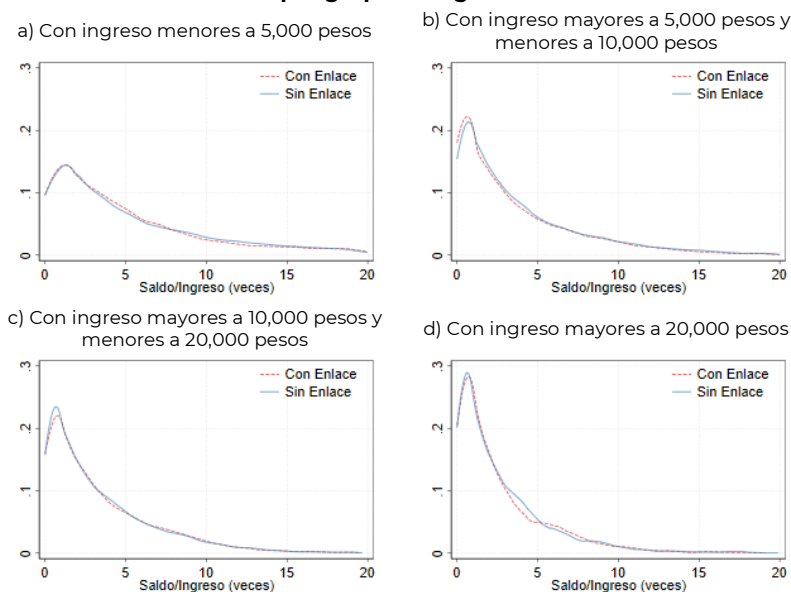 a) Con ingreso menores a 5,000 pesos
.3
.2
.1
0
Con Enlace
Sin Enlace
0 5 10 15 20
Saldo/Ingreso (veces)
b) Con ingreso mayores a 5,000 pesos y
menores a 10,000 pesos
.3
.2
.1
0
Con Enlace
Sin Enlace
0 5 10 15 20
Saldo/Ingreso (veces)
c) Con ingreso mayores a 10,000 pesos y
menores a 20,000 pesos
.3
.2
.1
0
Con Enlace
Sin Enlace
0 5 10 15 20
Saldo/Ingreso (veces)
d) Con ingreso mayores a 20,000 pesos
.3
.2
.1
0
Con Enlace
Sin Enlace
0 5 10 15 20
Saldo/Ingreso (veces)